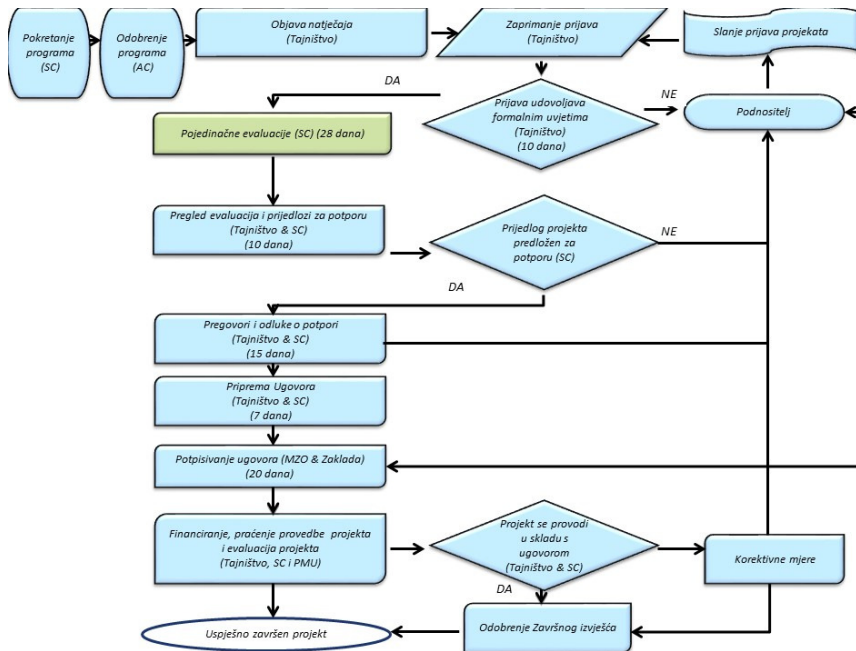 Pokretanje
programa
(SC)
Odobrenje
programa
(AC)
Objava natječaja
(Tajništvo)
Zaprimanje prijava
(Tajništvo)
Slanje prijava projekata
DA
Prijava udovoljava
formalnim uvjetima
(Tajništvo)
(10 dana)
NE
Podnositelj
Pojedinačne evaluacije (SC) (28 dana)
Pregled evaluacija i prijedlozi za potporu
(Tajništvo & SC)
(10 dana)
Prijedlog projekta
predložen za
potporu (SC)
NE
DA
Pregovori i odluke o potpori
(Tajništvo & SC)
(15 dana)
Priprema Ugovora
(Tajništvo & SC)
(7 dana)
Potpisivanje ugovora (MZO & Zaklada)
(20 dana)
Financiranje, praćenje provedbe projekta
i evaluacija projekta
(Tajništvo, SC i PMU)
Projekt se provodi
u skladu s
ugovorom
(Tajništvo & SC)
Korektivne mjere
DA
Uspješno završen projekt
Odobrenje Završnog izvješća